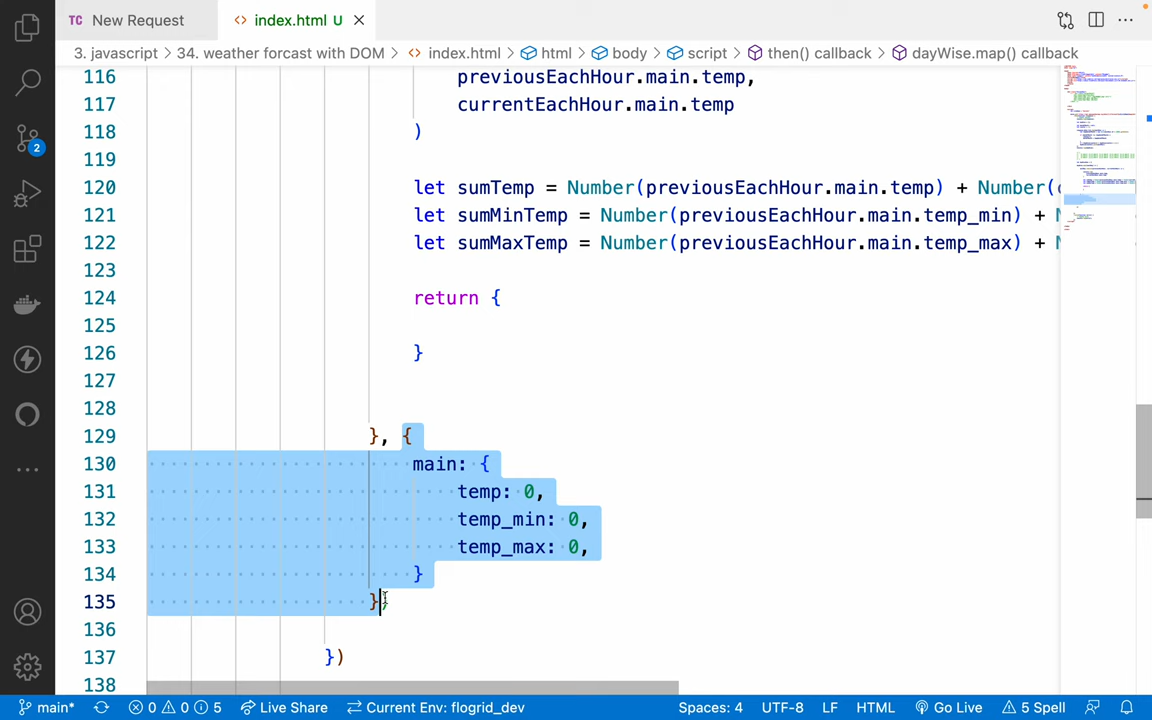 TC New Request
<> index.html U ×
3. javascript > 34. weather forcast with DOM > <> index.html > html > body > script > then() callback > dayWise.map() callback
116 previousEachHour.main.temp,
117 currentEachHour.main.temp
118 )
119
120 let sumTemp = Number(previousEachHour.main.temp) + Number(
121 let sumMinTemp = Number(previousEachHour.main.temp_min) +
122 let sumMaxTemp = Number(previousEachHour.main.temp_max) +
123
124 return {
125
126 }
127
128
129 }, {
130 main: {
131 temp: 0,
132 temp_min: 0,
133 temp_max: 0,
134 }
135 }
136
137 })
138
2
main* 0 0 5 Live Share Current Env: flogrid_dev Spaces: 4 UTF-8 LF HTML Go Live 5 Spell